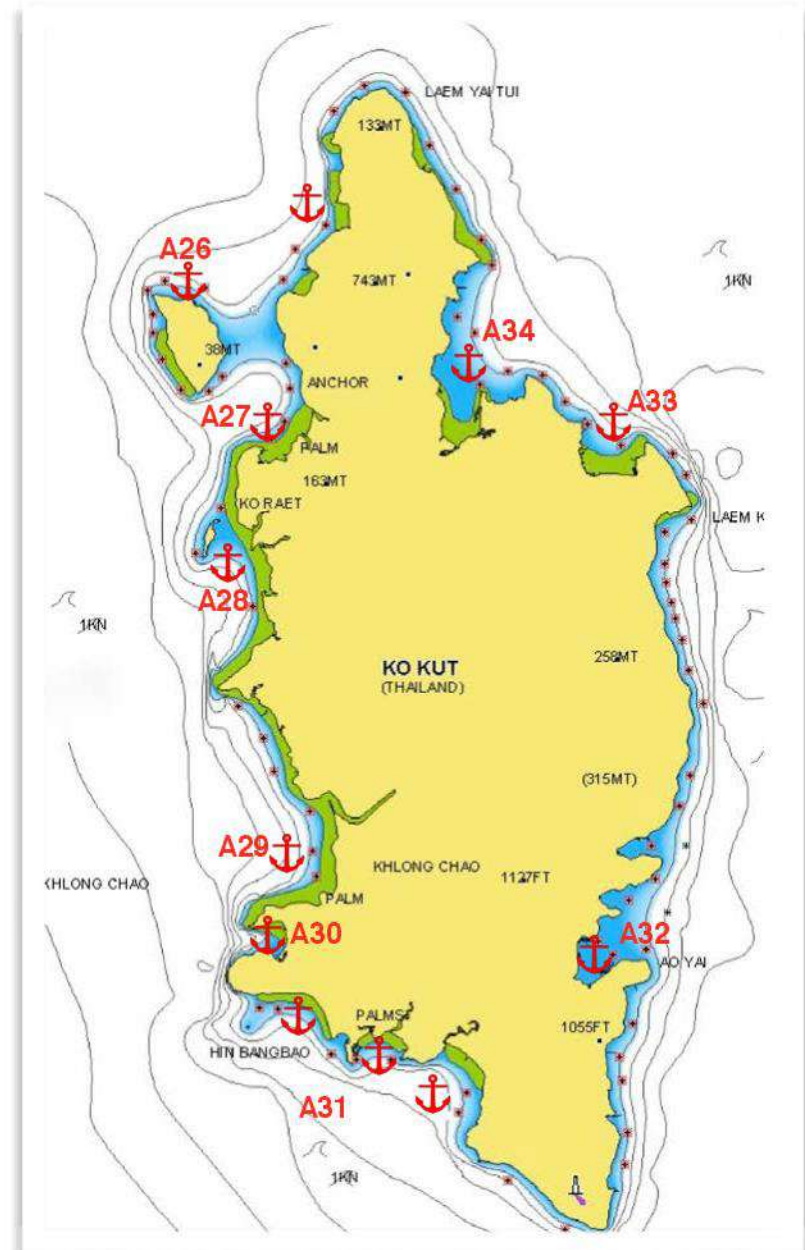 LAEM YAI TUI
133MT
A26
743MT
1KN
38MT
A34
ANCHOR
A27
A33
PALM
163MT
KO RAET
LAEM K
A28
1KN
258MT
KO KUT
(THAILAND)
(315MT)
A29
KHLONG CHAO
1127FT
KHLONG CHAO
PALM
A30
A32
AO YAI
PALMS
1055FT
HIN BANGBAO
A31
1KN